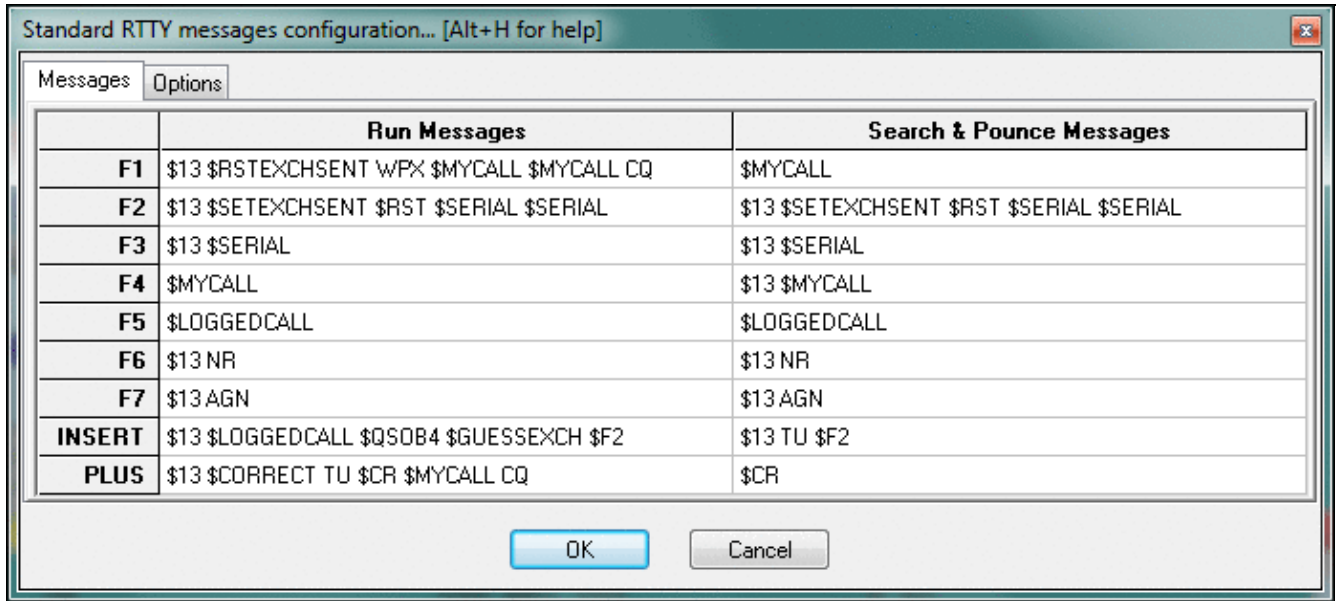 Standard RTTY messages configuration... [Alt+H for help]
Messages Options
Run Messages Search & Pounce Messages
F1 $13 $RSTEXCHSENT WPX $MYCALL $MYCALL CQ $MYCALL
F2 $13 $SETEXCHSENT $RST $SERIAL $SERIAL $13 $SETEXCHSENT $RST $SERIAL $SERIAL
F3 $13 $SERIAL $13 $SERIAL
F4 $MYCALL $13 $MYCALL
F5 $LOGGEDCALL $LOGGEDCALL
F6 $13 NR $13 NR
F7 $13 AGN $13 AGN
INSERT $13 $LOGGEDCALL $QSOB4 $GUESSEXCH $F2 $13 TU $F2
PLUS $13 $CORRECT TU $CR $MYCALL CQ $CR
OK Cancel